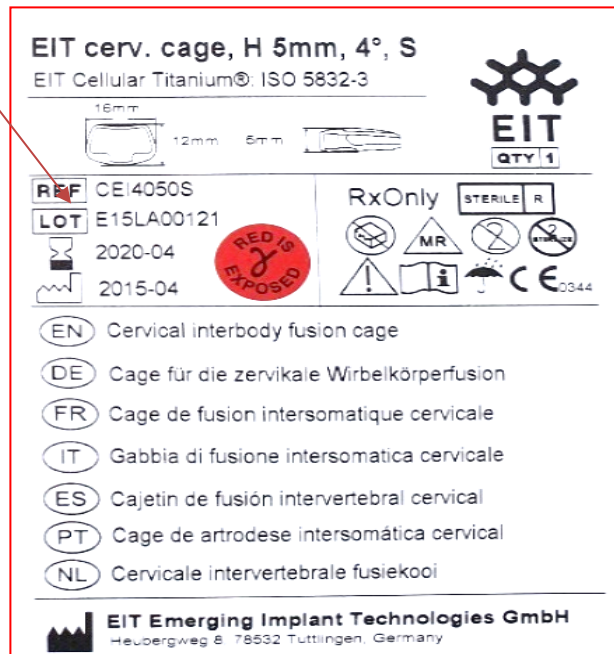 EIT cerv. cage, H 5mm, 4°, S
EIT Cellular Titanium®: ISO 5832-3
EIT
QTY 1
16mm
12mm
5mm
REF CEI4050S
LOT E15LA00121
2020-04
2015-04
RED IS
EXPOSED
RxOnly
STERILE R
MR
2
2
STERILIZE
i
CE 0344
EN Cervical interbody fusion cage
DE Cage für die zervikale Wirbelkörperfusion
FR Cage de fusion intersomatique cervicale
IT Gabbia di fusione intersomatica cervicale
ES Cajetin de fusión intervertebral cervical
PT Cage de artrodese intersomática cervical
NL Cervicale intervertebrale fusiekooi
EIT Emerging Implant Technologies GmbH
Heubergweg 8, 78532 Tuttlingen, Germany